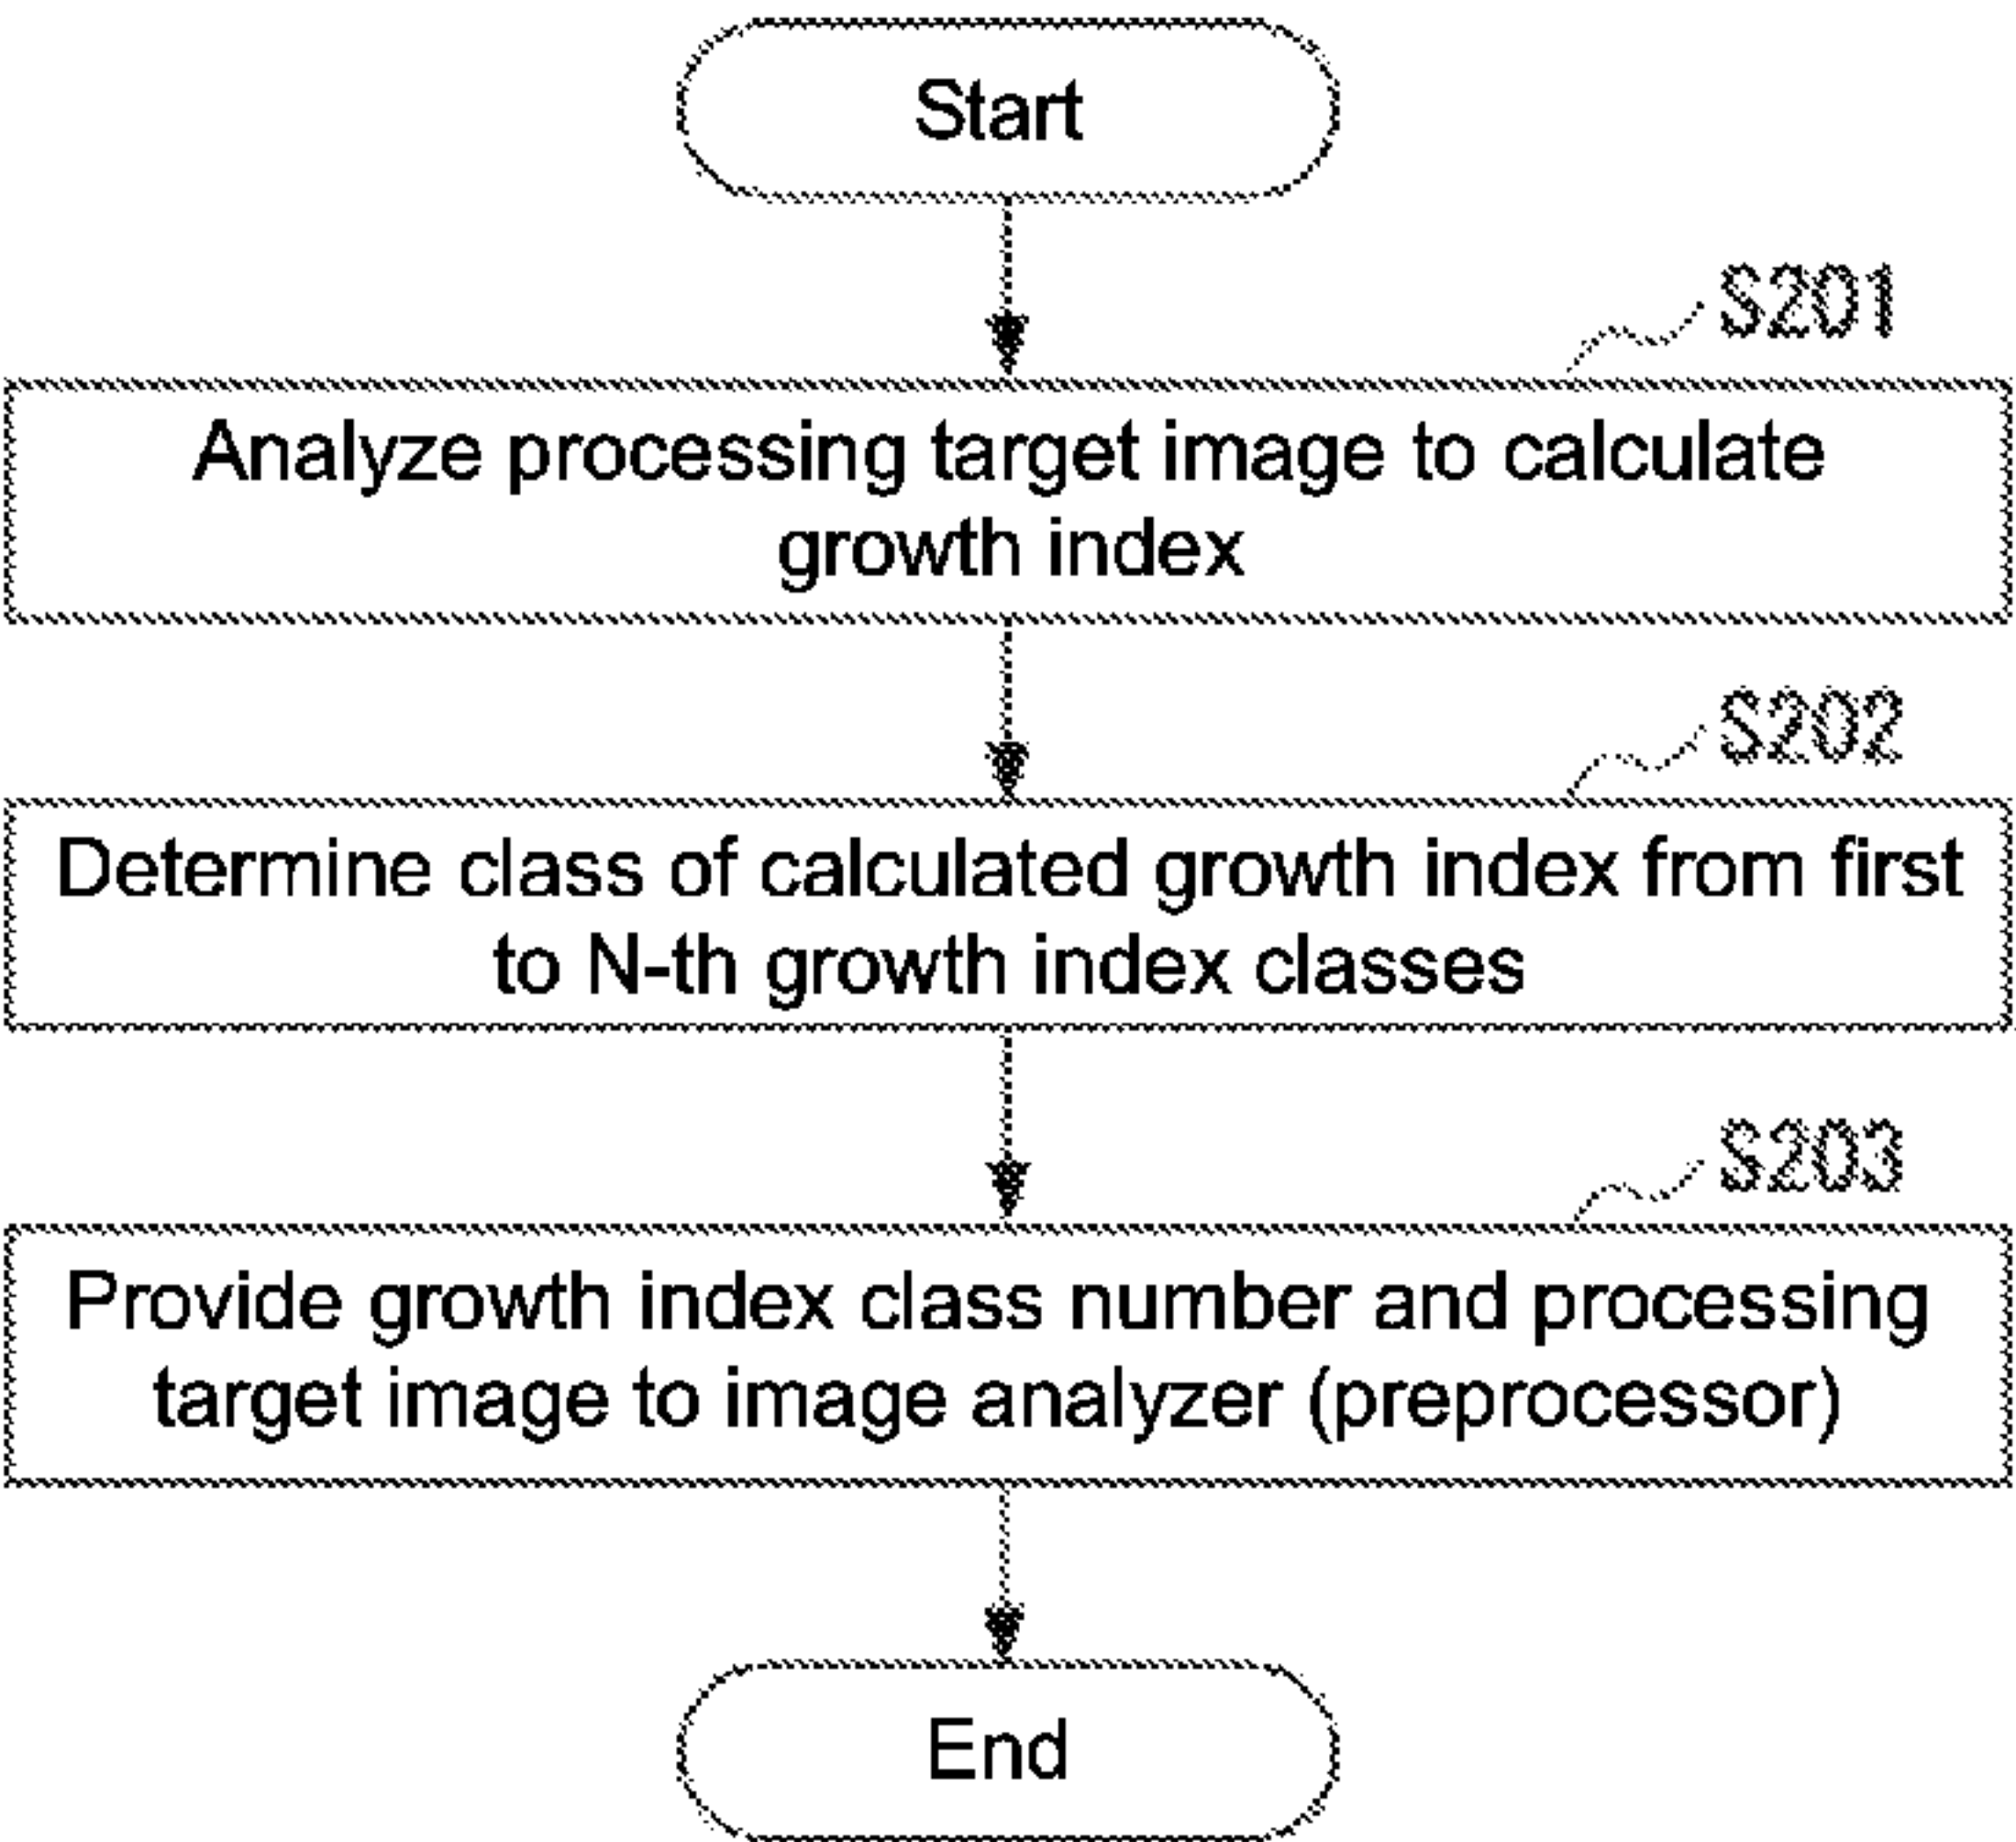 Start
S201
Analyze processing target image to calculate
growth index
S202
Determine class of calculated growth index from first
to N-th growth index classes
S203
Provide growth index class number and processing
target image to image analyzer (preprocessor)
End